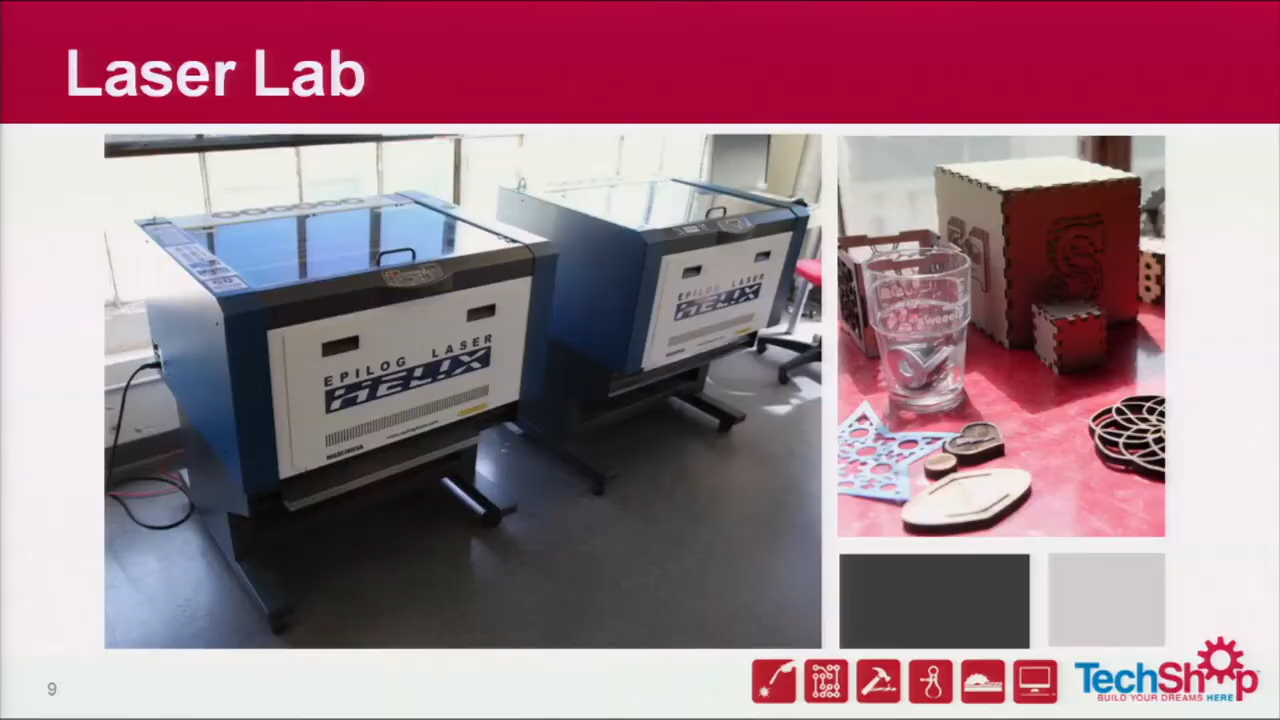 Laser Lab
EPILOG LASER
HELIX
EPILOG LASER
HELIX
S
9
TechShop
BUILD YOUR DREAMS HERE